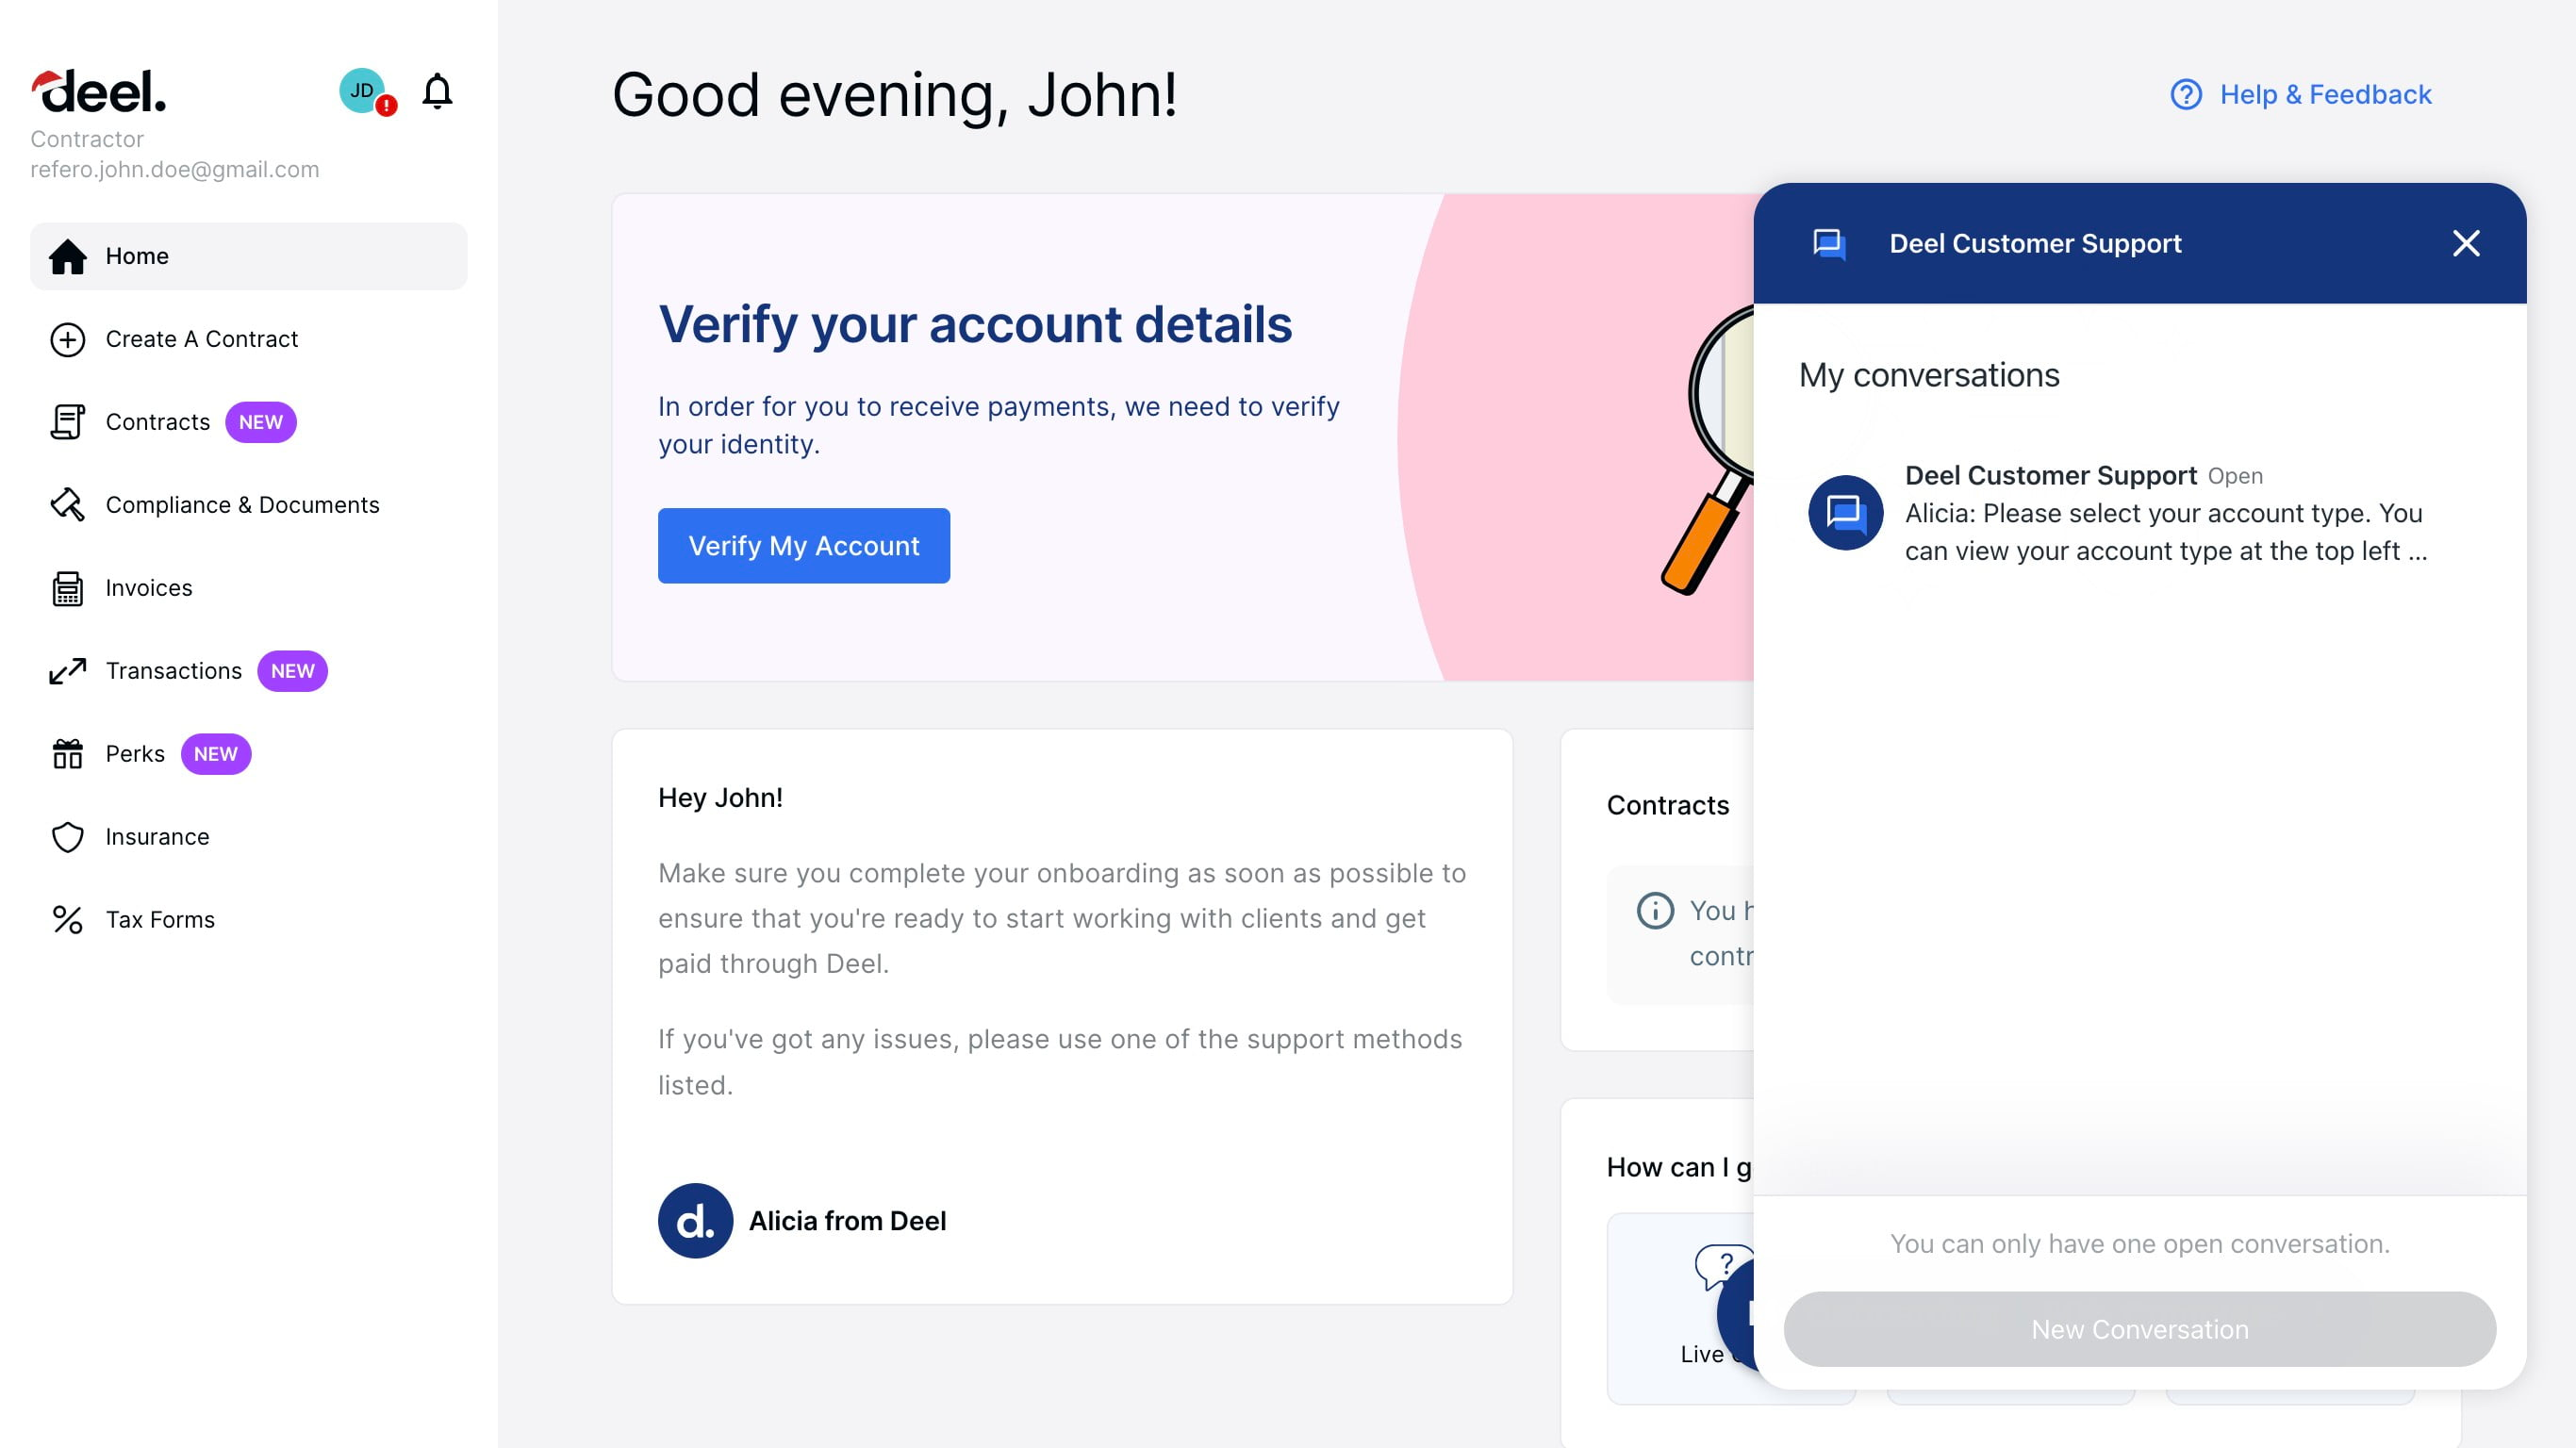 deel.
JD
!
Contractor
refero.john.doe@gmail.com
Home
Create A Contract
Contracts NEW
Compliance & Documents
Invoices
Transactions NEW
Perks NEW
Insurance
Tax Forms
Good evening, John!
Help & Feedback
Verify your account details
In order for you to receive payments, we need to verify
your identity.
Verify My Account
Hey John!
Make sure you complete your onboarding as soon as possible to
ensure that you're ready to start working with clients and get
paid through Deel.
If you've got any issues, please use one of the support methods
listed.
d.
Alicia from Deel
Contracts
You
How can I
?
Live
Deel Customer Support
My conversations
Deel Customer Support Open
Alicia: Please select your account type. You
can view your account type at the top left ...
You can only have one open conversation.
New Conversation